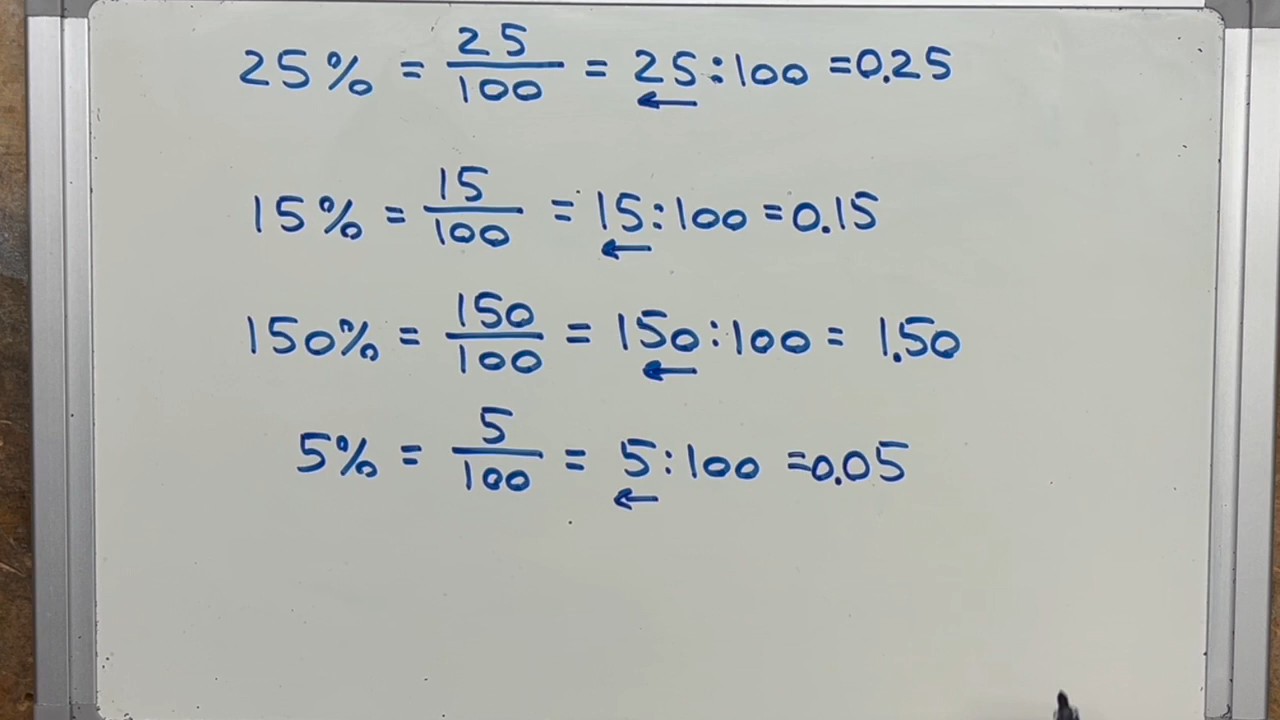 25% = 25/100 = 25:100 =0.25
15% = 15/100 = 15:100 =0.15
150% = 150/100 = 150:100 = 1.50
5% = 5/100 = 5:100 =0.05